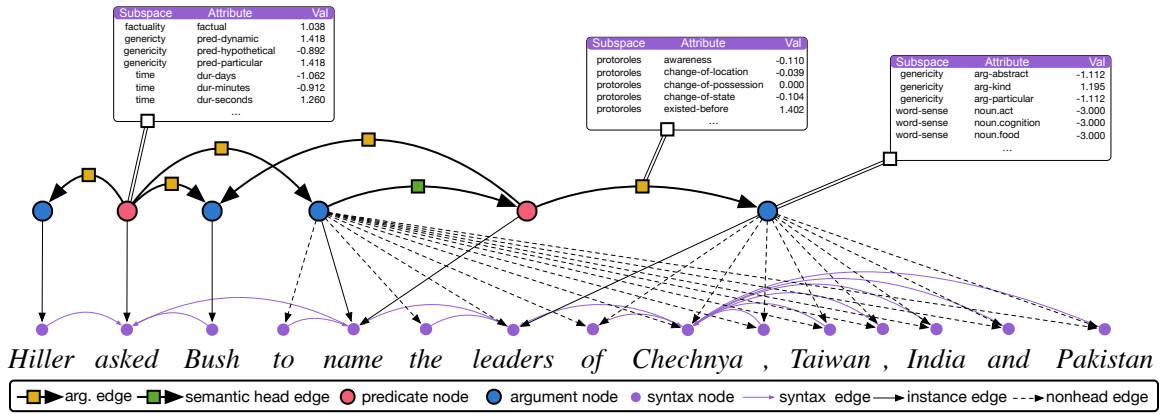 Subspace Attribute Val
factuality factual 1.038
genericity pred-dynamic 1.418
genericity pred-hypothetical -0.892
genericity pred-particular 1.418
time dur-days -1.062
time dur-minutes -0.912
time dur-seconds 1.260
...
Subspace Attribute Val
protoroles awareness -0.110
protoroles change-of-location -0.039
protoroles change-of-possession 0.000
protoroles change-of-state -0.104
protoroles existed-before 1.402
...
Subspace Attribute Val
genericity arg-abstract -1.112
genericity arg-kind 1.195
genericity arg-particular -1.112
word-sense noun.act -3.000
word-sense noun.cognition -3.000
word-sense noun.food -3.000
...
Hiller asked Bush to name the leaders of Chechnya , Taiwan , India and Pakistan
arg. edge semantic head edge predicate node argument node syntax node syntax edge instance edge nonhead edge